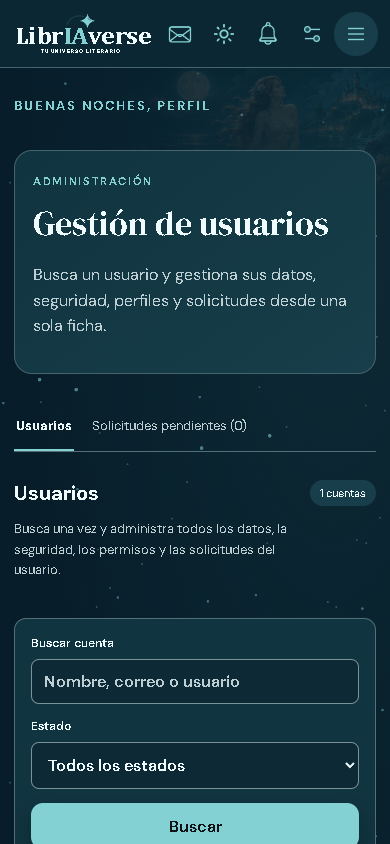 LibrIAverse
TU UNIVERSO LITERARIO
BUENAS NOCHES, PERFIL
ADMINISTRACIÓN
Gestión de usuarios
Busca un usuario y gestiona sus datos,
seguridad, perfiles y solicitudes desde una
sola ficha.
Usuarios
Solicitudes pendientes (0)
Usuarios
1 cuentas
Busca una vez y administra todos los datos, la
seguridad, los permisos y las solicitudes del
usuario.
Buscar cuenta
Nombre, correo o usuario
Estado
Todos los estados
Buscar